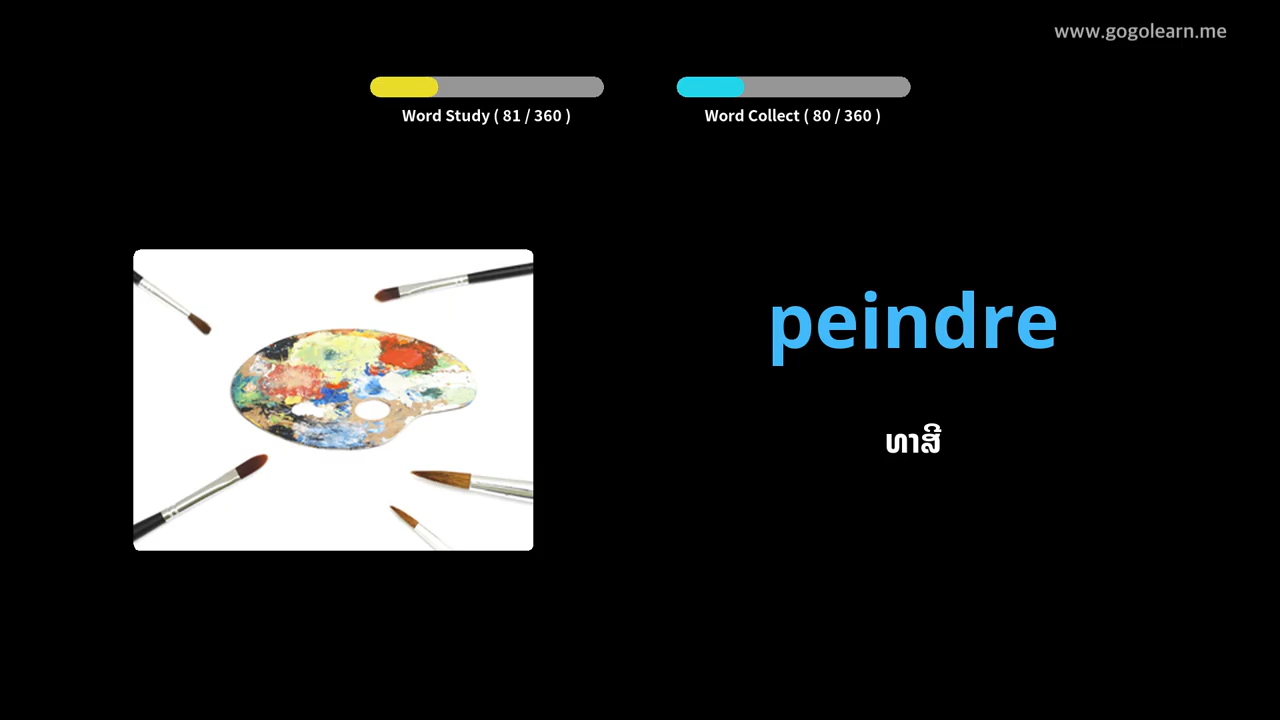 www.gogolearn.me
Word Study ( 81 / 360 )
Word Collect ( 80 / 360 )
peindre
ທາສີ